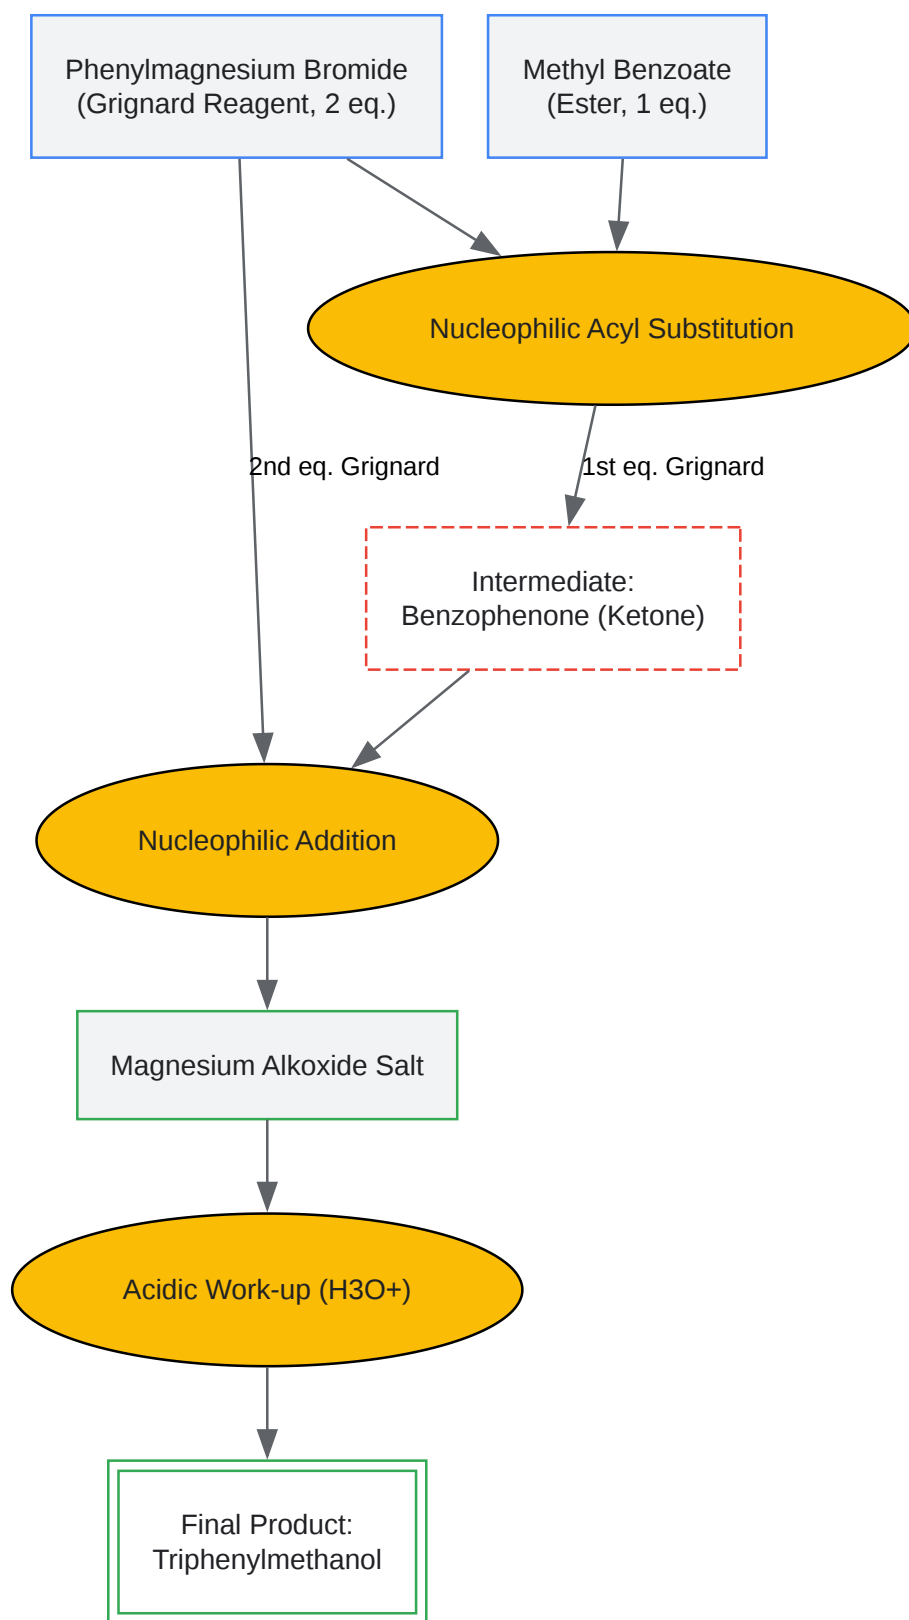 Phenylmagnesium Bromide
(Grignard Reagent, 2 eq.)
Methyl Benzoate
(Ester, 1 eq.)
Nucleophilic Acyl Substitution
2nd eq. Grignard
1st eq. Grignard
Intermediate:
Benzophenone (Ketone)
Nucleophilic Addition
Magnesium Alkoxide Salt
Acidic Work-up (H3O+)
Final Product:
Triphenylmethanol